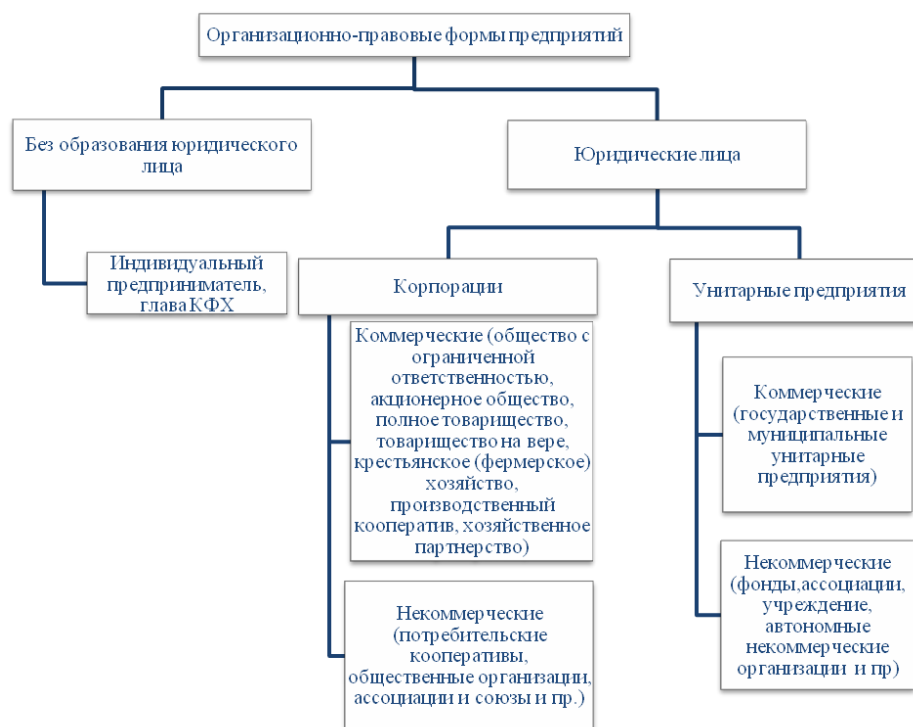 Организационно-правовые формы предприятий
Без образования юридического
лица
Юридические лица
Индивидуальный
предприниматель,
глава КФХ
Корпорации
Унитарные предприятия
Коммерческие (общество с
ограниченной
ответственностью,
акционерное общество,
полное товарищество,
товарищество на вере,
крестьянское (фермерское)
хозяйство,
производственный
кооператив, хозяйственное
партнерство)
Коммерческие
(государственные и
муниципальные
унитарные
предприятия)
Некоммерческие
(потребительские
кооперативы,
общественные организации,
ассоциации и союзы и пр.)
Некоммерческие
(фонды,ассоциации,
учреждение,
автономные
некоммерческие
организации и пр)